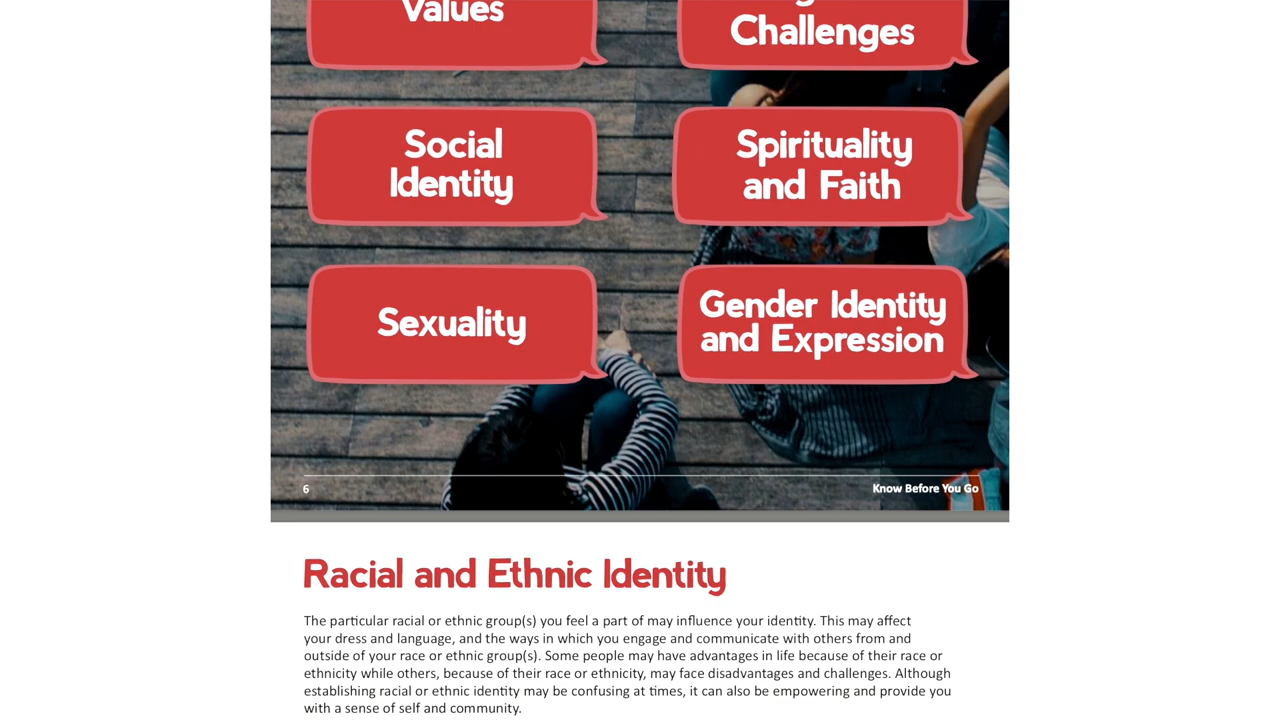 Values
Challenges
Social
Identity
Spirituality
and Faith
Sexuality
Gender Identity
and Expression
6
Know Before You Go
Racial and Ethnic Identity
The particular racial or ethnic group(s) you feel a part of may influence your identity. This may affect
your dress and language, and the ways in which you engage and communicate with others from and
outside of your race or ethnic group(s). Some people may have advantages in life because of their race or
ethnicity while others, because of their race or ethnicity, may face disadvantages and challenges. Although
establishing racial or ethnic identity may be confusing at times, it can also be empowering and provide you
with a sense of self and community.